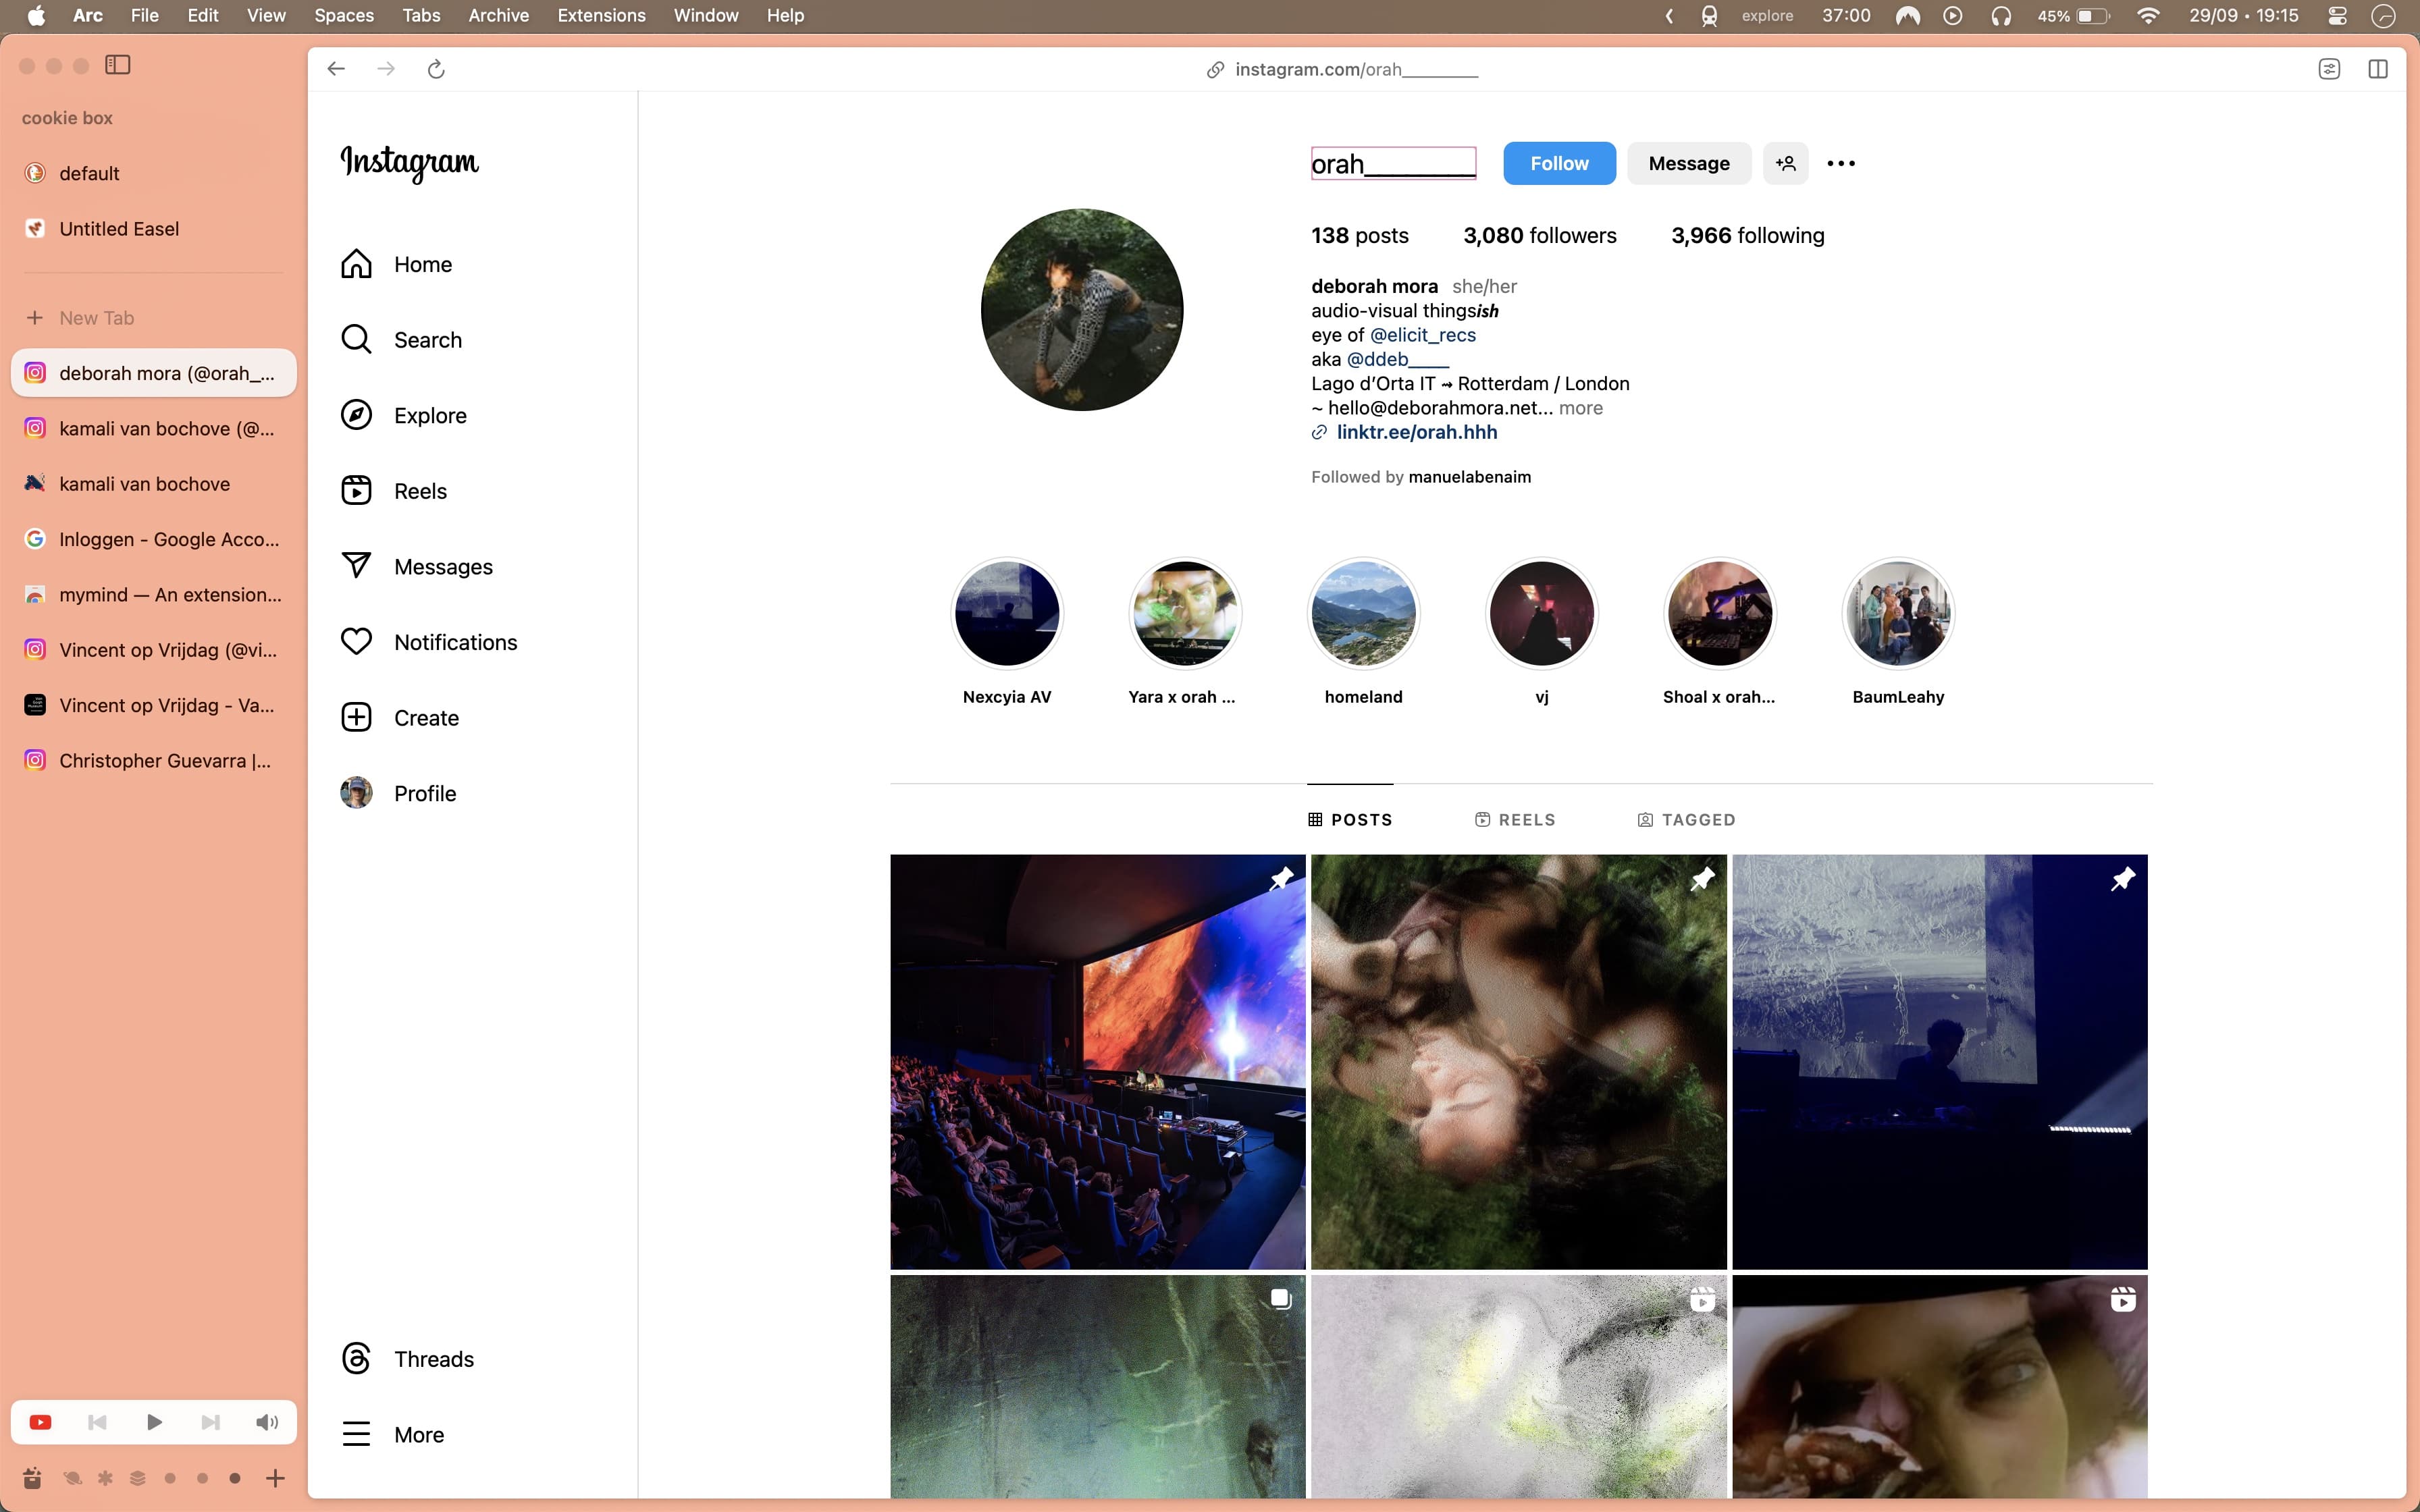 Arc File Edit View Spaces Tabs Archive Extensions Window Help
explore 37:00 45% 29/09 • 19:15
instagram.com/orah_________
cookie box
default
Untitled Easel
New Tab
deborah mora (@orah_...
kamali van bochove (@...
kamali van bochove
Inloggen - Google Acco...
mymind — An extension...
Vincent op Vrijdag (@vi...
Vincent op Vrijdag - Va...
Christopher Guevarra |...
Instagram
Home
Search
Explore
Reels
Messages
Notifications
Create
Profile
Threads
More
orah_________ Follow Message
138 posts 3,080 followers 3,966 following
deborah mora she/her
audio-visual thingsish
eye of @elicit_recs
aka @ddeb____
Lago d'Orta IT ⇝ Rotterdam / London
~ hello@deborahmora.net... more
linktr.ee/orah.hhh
Followed by manuelabenaim
Nexcyia AV Yara x orah ... homeland vj Shoal x orah... BaumLeahy
POSTS REELS TAGGED